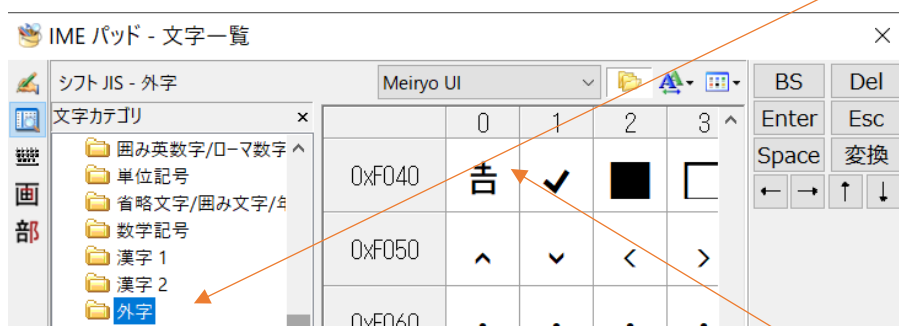 IME パッド - 文字一覧
シフト JIS - 外字
Meiryo UI
BS Del
文字カテゴリ
0 1 2 3
Enter Esc
囲み英数字/ローマ数字
Space 変換
単位記号
0xF040 𠮷
← → ↑ ↓
画
省略文字/囲み文字/年
部
数学記号
漢字 1
0xF050
漢字 2
外字
0xF060